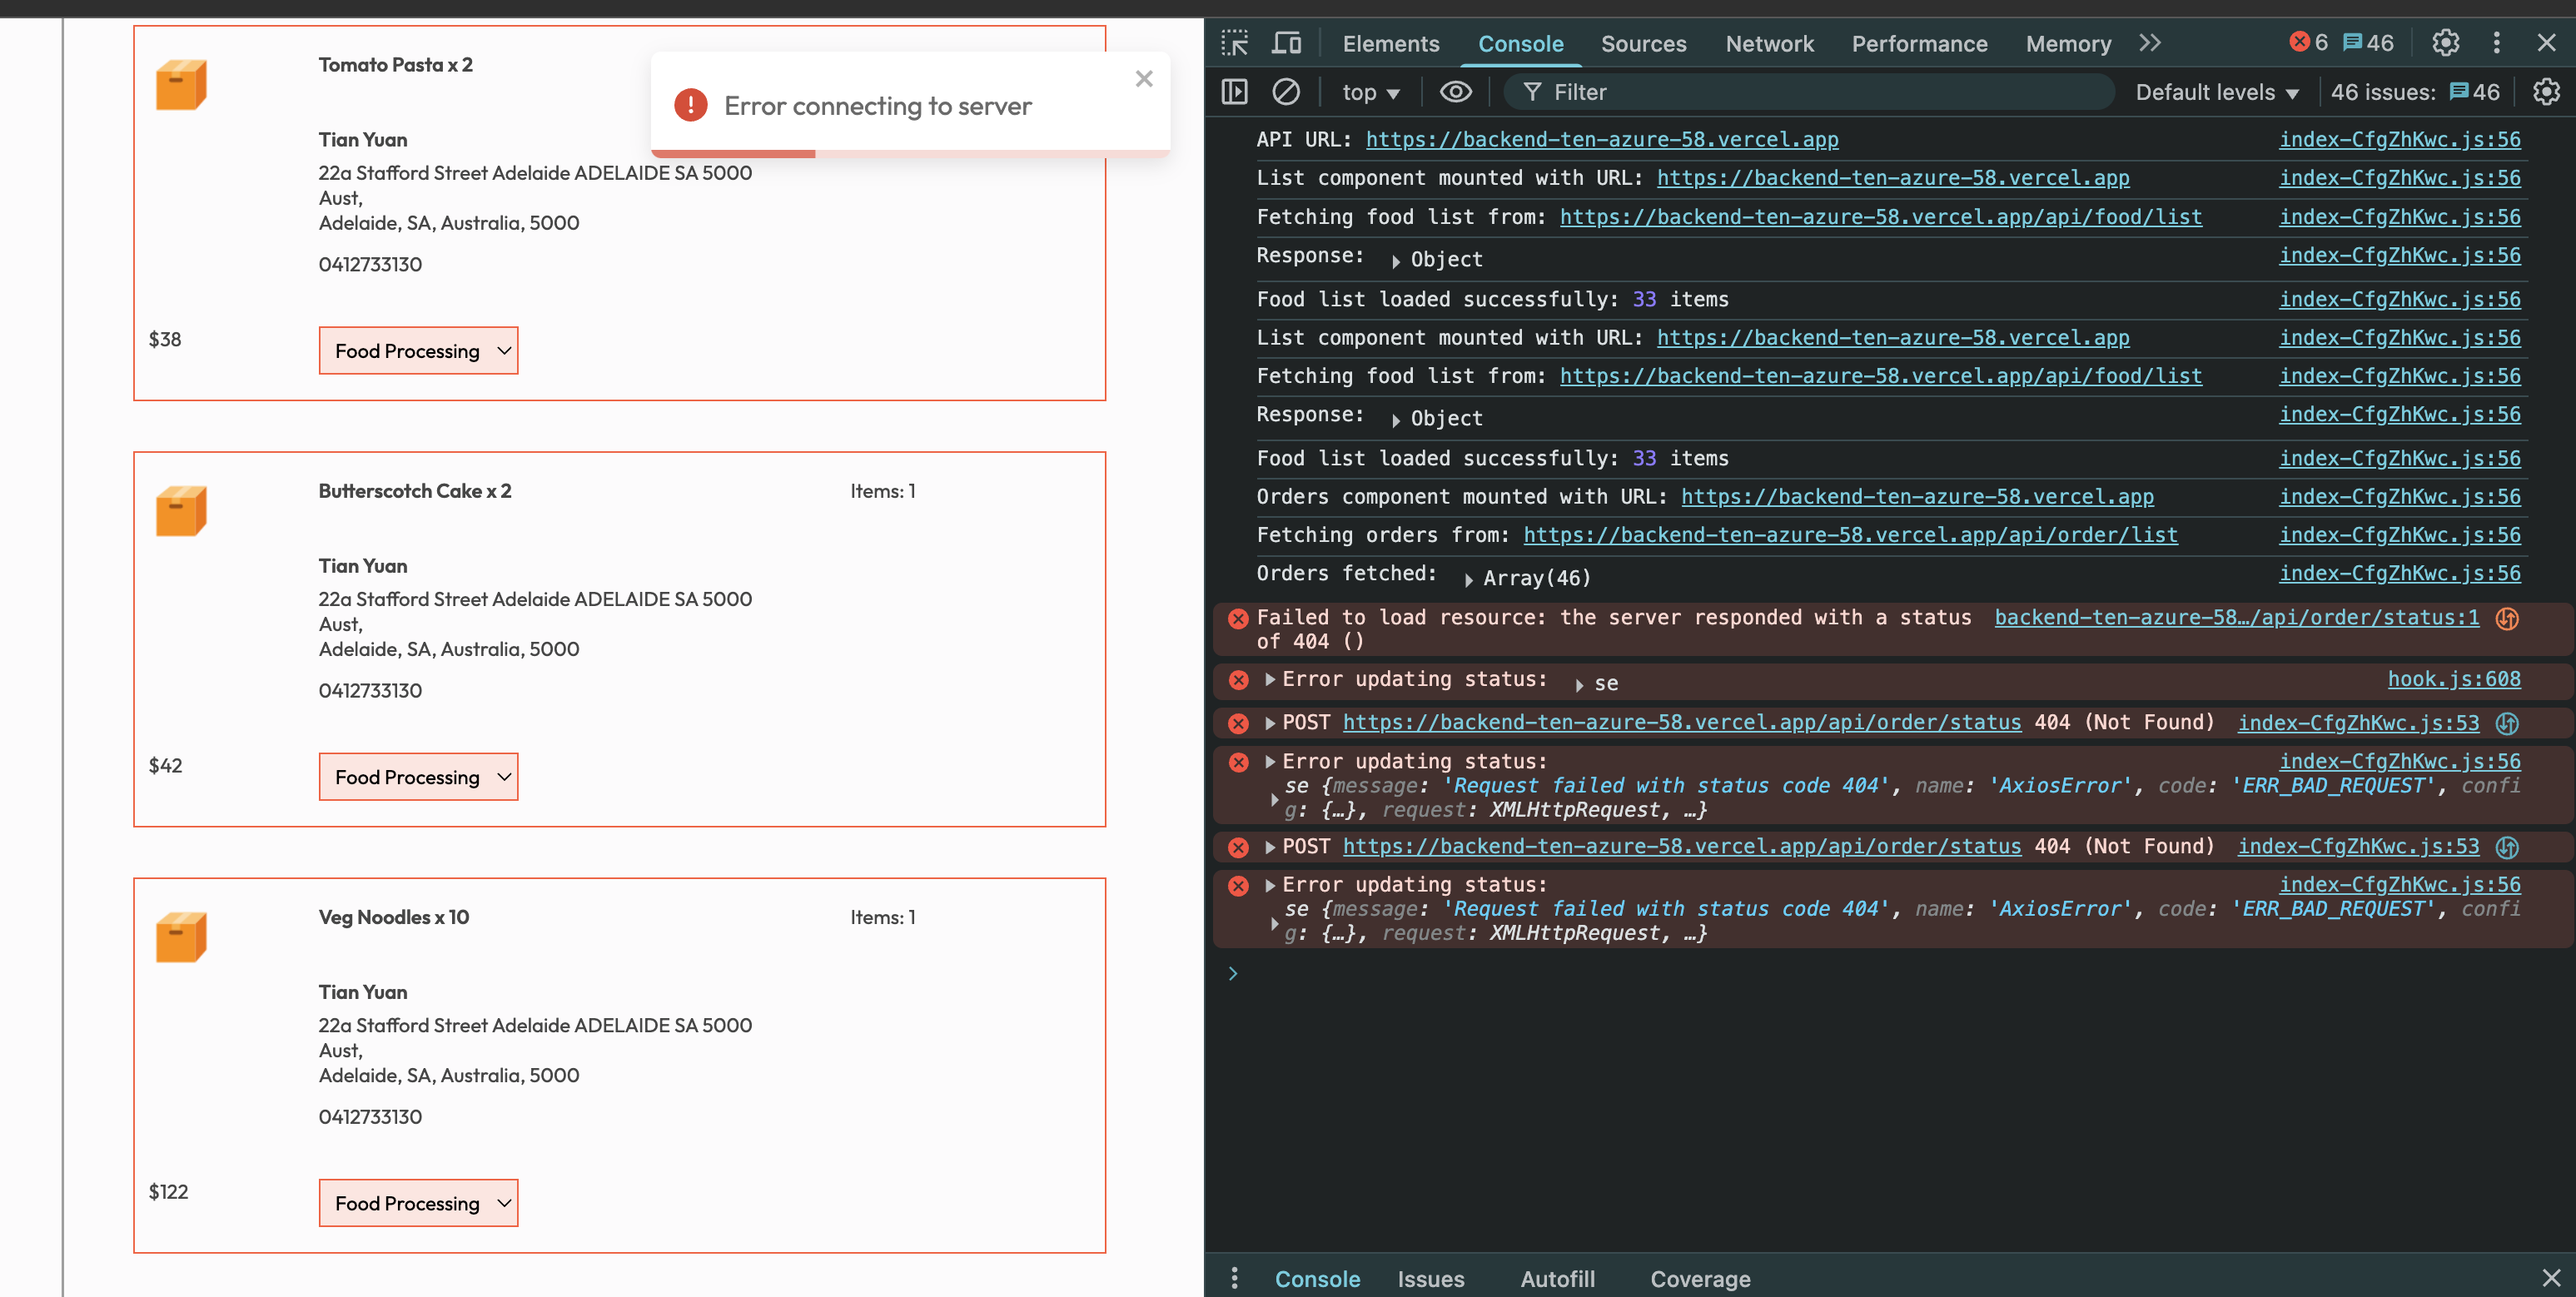 Tomato Pasta x 2
Error connecting to server
Tian Yuan
22a Stafford Street Adelaide ADELAIDE SA 5000
Aust,
Adelaide, SA, Australia, 5000
0412733130
$38
Food Processing
Butterscotch Cake x 2
Items: 1
Tian Yuan
22a Stafford Street Adelaide ADELAIDE SA 5000
Aust,
Adelaide, SA, Australia, 5000
0412733130
$42
Food Processing
Veg Noodles x 10
Items: 1
Tian Yuan
22a Stafford Street Adelaide ADELAIDE SA 5000
Aust,
Adelaide, SA, Australia, 5000
0412733130
$122
Food Processing
Elements Console Sources Network Performance Memory 6 46
top Filter Default levels 46 issues: 46
API URL: https://backend-ten-azure-58.vercel.app index-CfgZhKwc.js:56
List component mounted with URL: https://backend-ten-azure-58.vercel.app index-CfgZhKwc.js:56
Fetching food list from: https://backend-ten-azure-58.vercel.app/api/food/list index-CfgZhKwc.js:56
Response: Object index-CfgZhKwc.js:56
Food list loaded successfully: 33 items index-CfgZhKwc.js:56
List component mounted with URL: https://backend-ten-azure-58.vercel.app index-CfgZhKwc.js:56
Fetching food list from: https://backend-ten-azure-58.vercel.app/api/food/list index-CfgZhKwc.js:56
Response: Object index-CfgZhKwc.js:56
Food list loaded successfully: 33 items index-CfgZhKwc.js:56
Orders component mounted with URL: https://backend-ten-azure-58.vercel.app index-CfgZhKwc.js:56
Fetching orders from: https://backend-ten-azure-58.vercel.app/api/order/list index-CfgZhKwc.js:56
Orders fetched: Array(46) index-CfgZhKwc.js:56
Failed to load resource: the server responded with a status backend-ten-azure-58…/api/order/status:1
of 404 ()
Error updating status: se hook.js:608
POST https://backend-ten-azure-58.vercel.app/api/order/status 404 (Not Found) index-CfgZhKwc.js:53
Error updating status: index-CfgZhKwc.js:56
se {message: 'Request failed with status code 404', name: 'AxiosError', code: 'ERR_BAD_REQUEST', confi
g: {…}, request: XMLHttpRequest, …}
POST https://backend-ten-azure-58.vercel.app/api/order/status 404 (Not Found) index-CfgZhKwc.js:53
Error updating status: index-CfgZhKwc.js:56
se {message: 'Request failed with status code 404', name: 'AxiosError', code: 'ERR_BAD_REQUEST', confi
g: {…}, request: XMLHttpRequest, …}
Console Issues Autofill Coverage